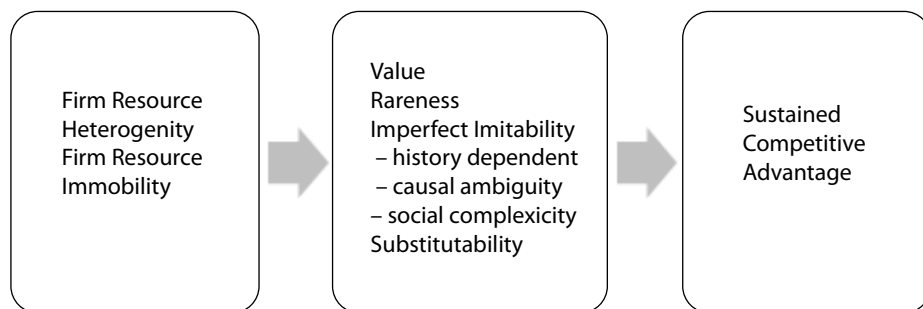 Firm Resource
Heterogenity
Firm Resource
Immobility
Value
Rareness
Imperfect Imitability
– history dependent
– causal ambiguity
– social complexicity
Substitutability
Sustained
Competitive
Advantage